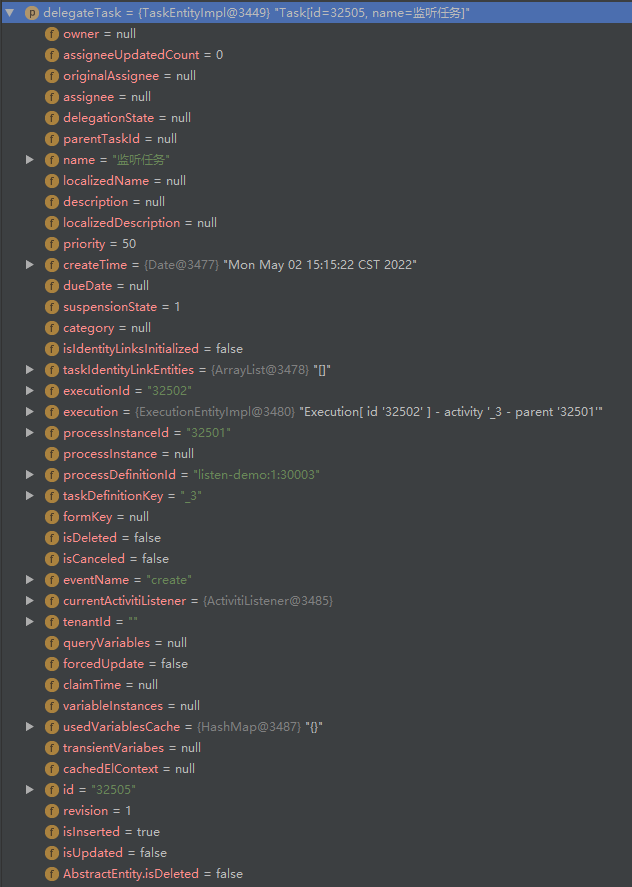 delegateTask = {TaskEntityImpl@3449} "Task[id=32505, name=监听任务]"
owner = null
assigneeUpdatedCount = 0
originalAssignee = null
assignee = null
delegationState = null
parentTaskId = null
name = "监听任务"
localizedName = null
description = null
localizedDescription = null
priority = 50
createTime = {Date@3477} "Mon May 02 15:15:22 CST 2022"
dueDate = null
suspensionState = 1
category = null
isIdentityLinksInitialized = false
taskIdentityLinkEntities = {ArrayList@3478} "[]"
executionId = "32502"
execution = {ExecutionEntityImpl@3480} "Execution[ id '32502' ] - activity '_3 - parent '32501'"
processInstanceId = "32501"
processInstance = null
processDefinitionId = "listen-demo:1:30003"
taskDefinitionKey = "_3"
formKey = null
isDeleted = false
isCanceled = false
eventName = "create"
currentActivitiListener = {ActivitiListener@3485}
tenantId = ""
queryVariables = null
forcedUpdate = false
claimTime = null
variableInstances = null
usedVariablesCache = {HashMap@3487} "{}"
transientVariabes = null
cachedElContext = null
id = "32505"
revision = 1
isInserted = true
isUpdated = false
AbstractEntity.isDeleted = false